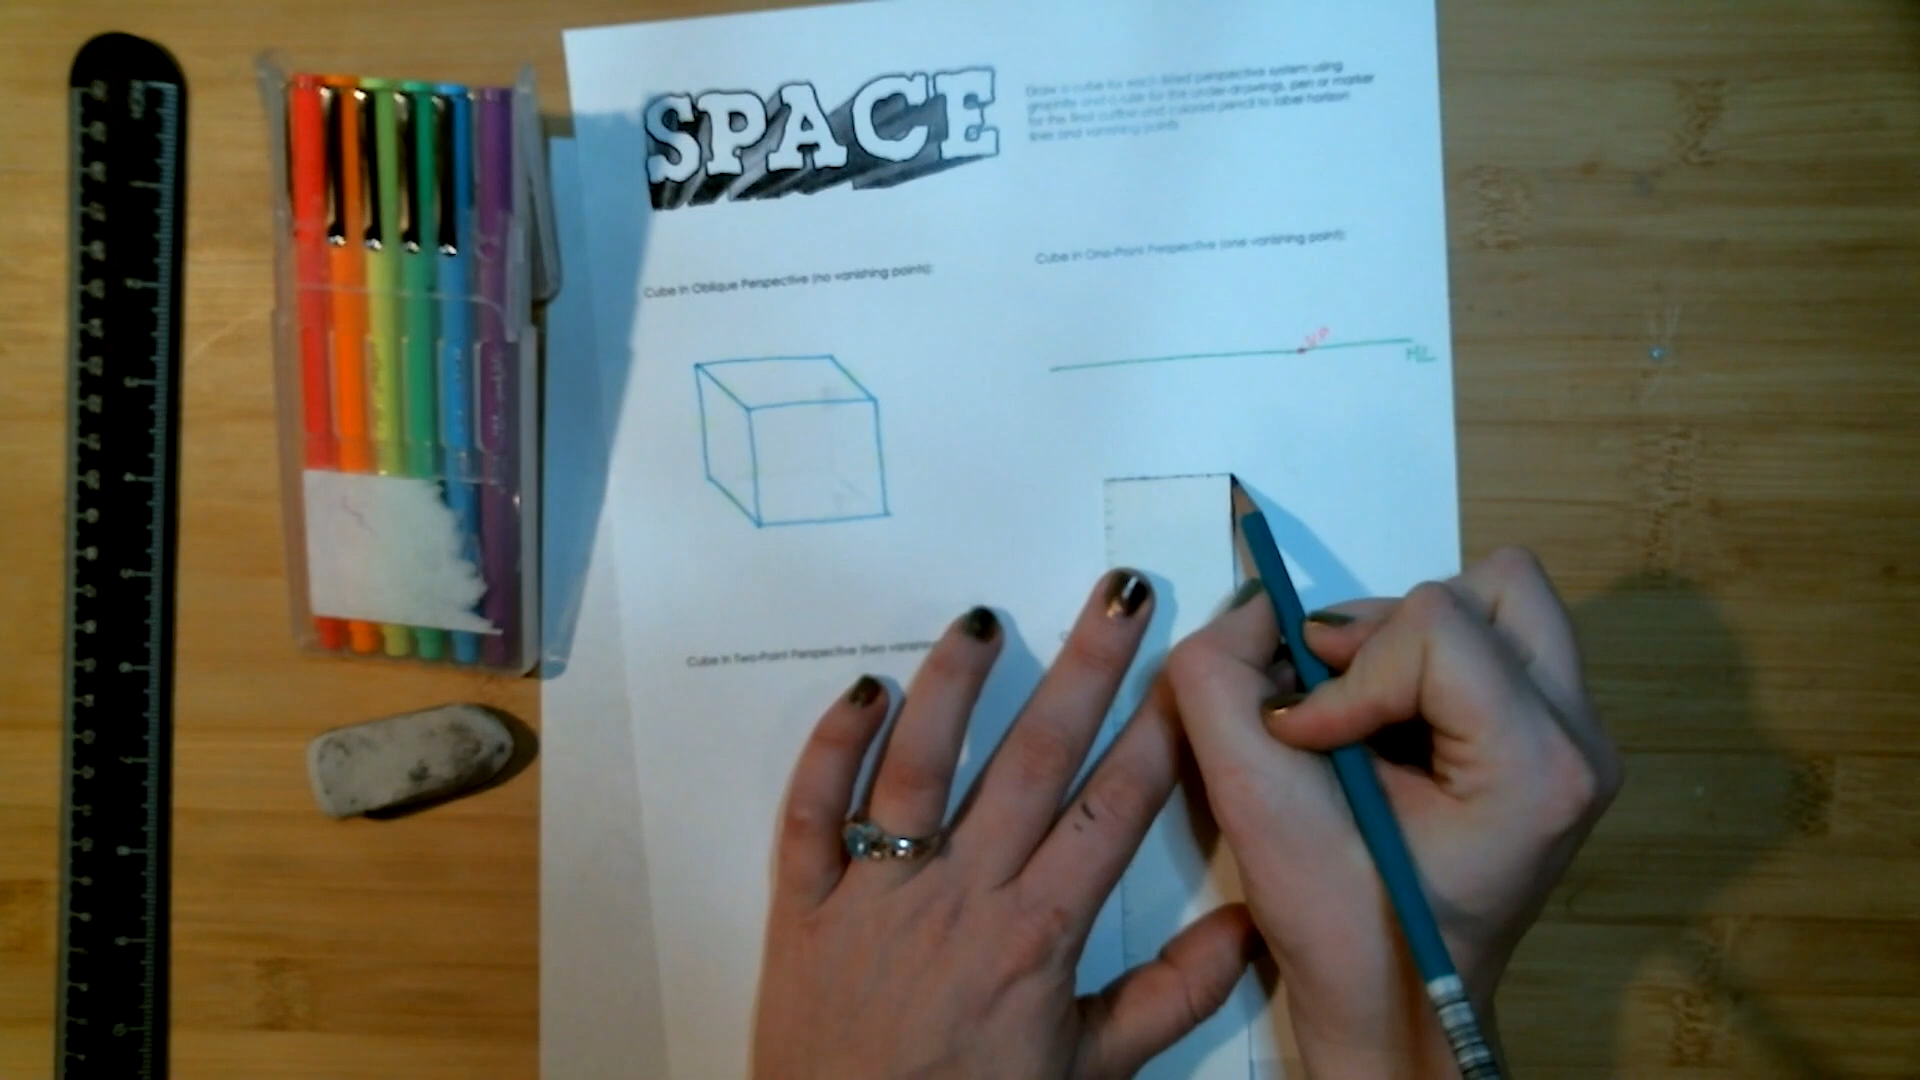 SPACE
Draw a cube for each listed perspective system using
graphite and a ruler for the under-drawings, pen or marker
for the final outline and colored pencil to label horizon
lines and vanishing points.
Cube in Oblique Perspective (no vanishing points):
Cube in One-Point Perspective (one vanishing point):
VP
HL
Cube in Two-Point Perspective (two